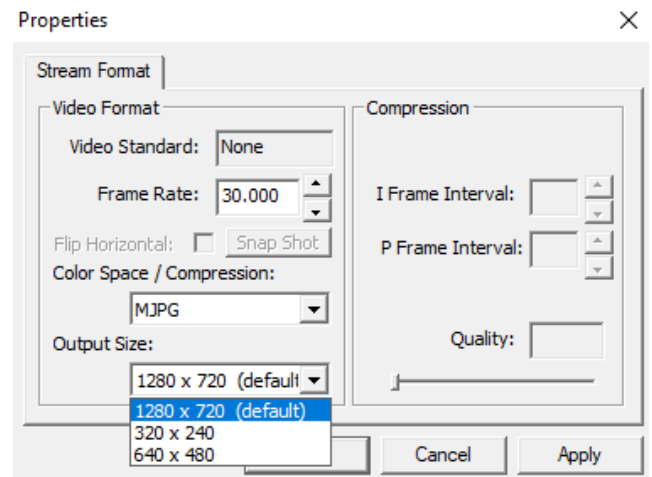 Properties
Stream Format
Video Format
Video Standard: None
Frame Rate: 30.000
Flip Horizontal: Snap Shot
Color Space / Compression:
MJPG
Output Size:
1280 x 720 (default
1280 x 720 (default)
320 x 240
640 x 480
Compression
I Frame Interval:
P Frame Interval:
Quality:
Cancel
Apply